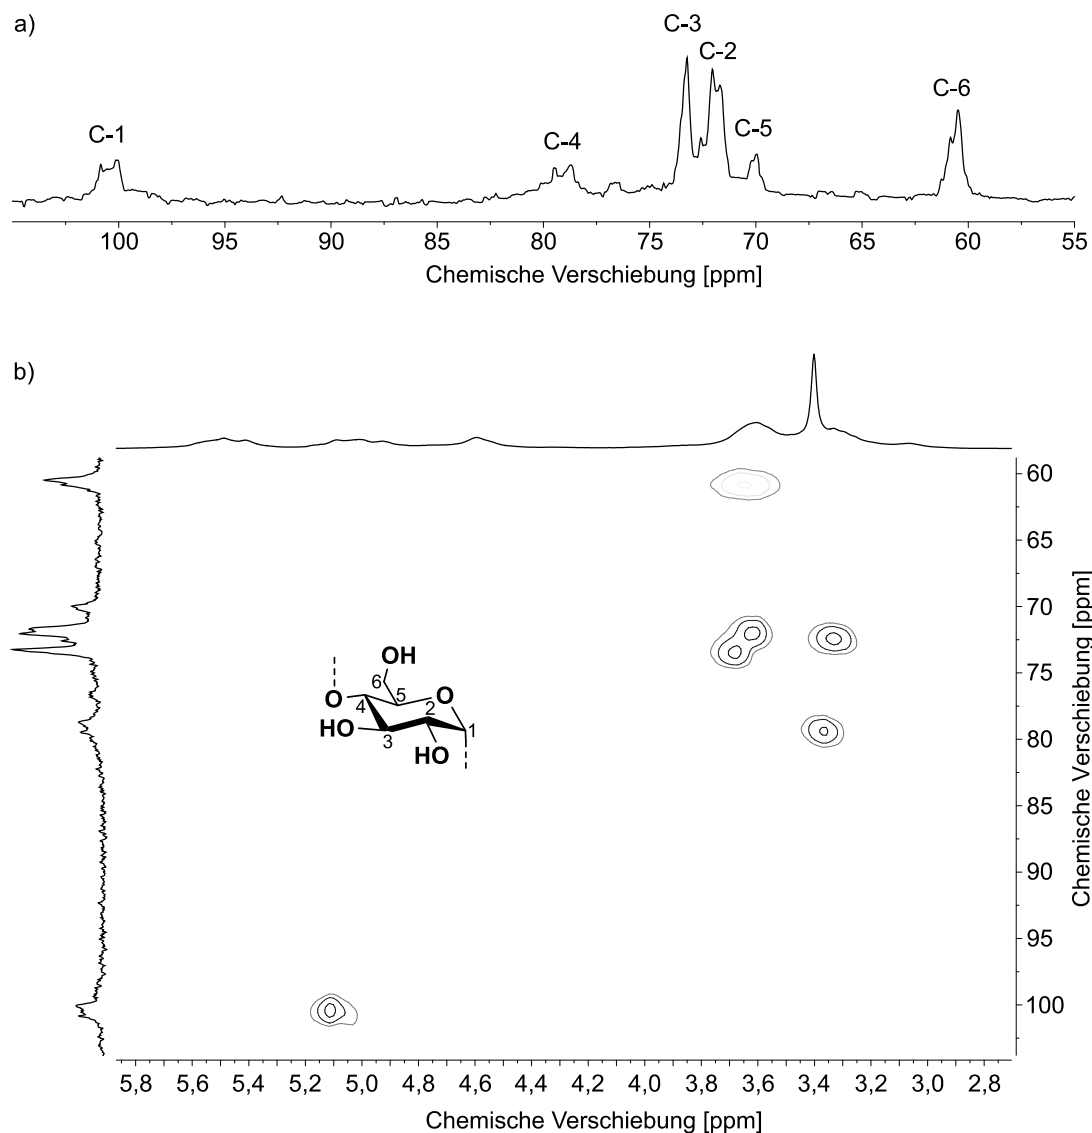 a)
C-1
C-4
C-3
C-2
C-5
C-6
100 95 90 85 80 75 70 65 60 55
Chemische Verschiebung [ppm]
b)
60
65
70
75
80
85
90
95
100
Chemische Verschiebung [ppm]
OH
6
O
4
5
O
2
1
HO
3
HO
5,8 5,6 5,4 5,2 5,0 4,8 4,6 4,4 4,2 4,0 3,8 3,6 3,4 3,2 3,0 2,8
Chemische Verschiebung [ppm]